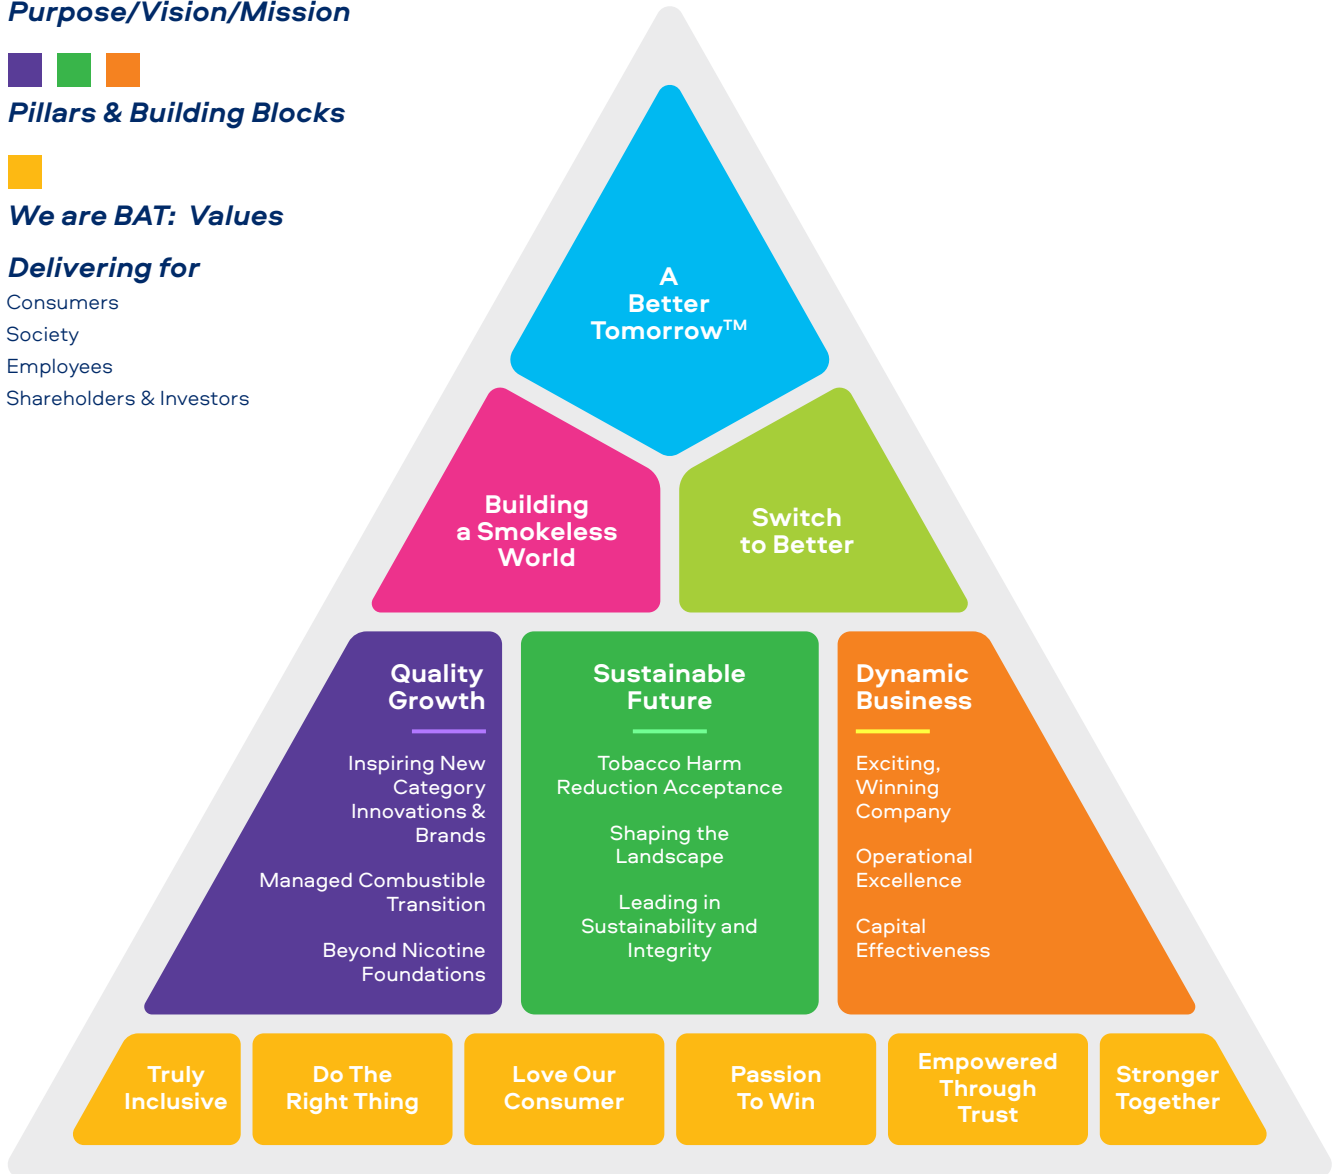 Purpose/Vision/Mission
Pillars & Building Blocks
We are BAT: Values
Delivering for
Consumers
Society
Employees
Shareholders & Investors
A
Better
Tomorrow™
Building
a Smokeless
World
Switch
to Better
Quality
Growth
Inspiring New
Category
Innovations &
Brands
Managed Combustible
Transition
Beyond Nicotine
Foundations
Sustainable
Future
Tobacco Harm
Reduction Acceptance
Shaping the
Landscape
Leading in
Sustainability and
Integrity
Dynamic
Business
Exciting,
Winning
Company
Operational
Excellence
Capital
Effectiveness
Truly
Inclusive
Do The
Right Thing
Love Our
Consumer
Passion
To Win
Empowered
Through
Trust
Stronger
Together